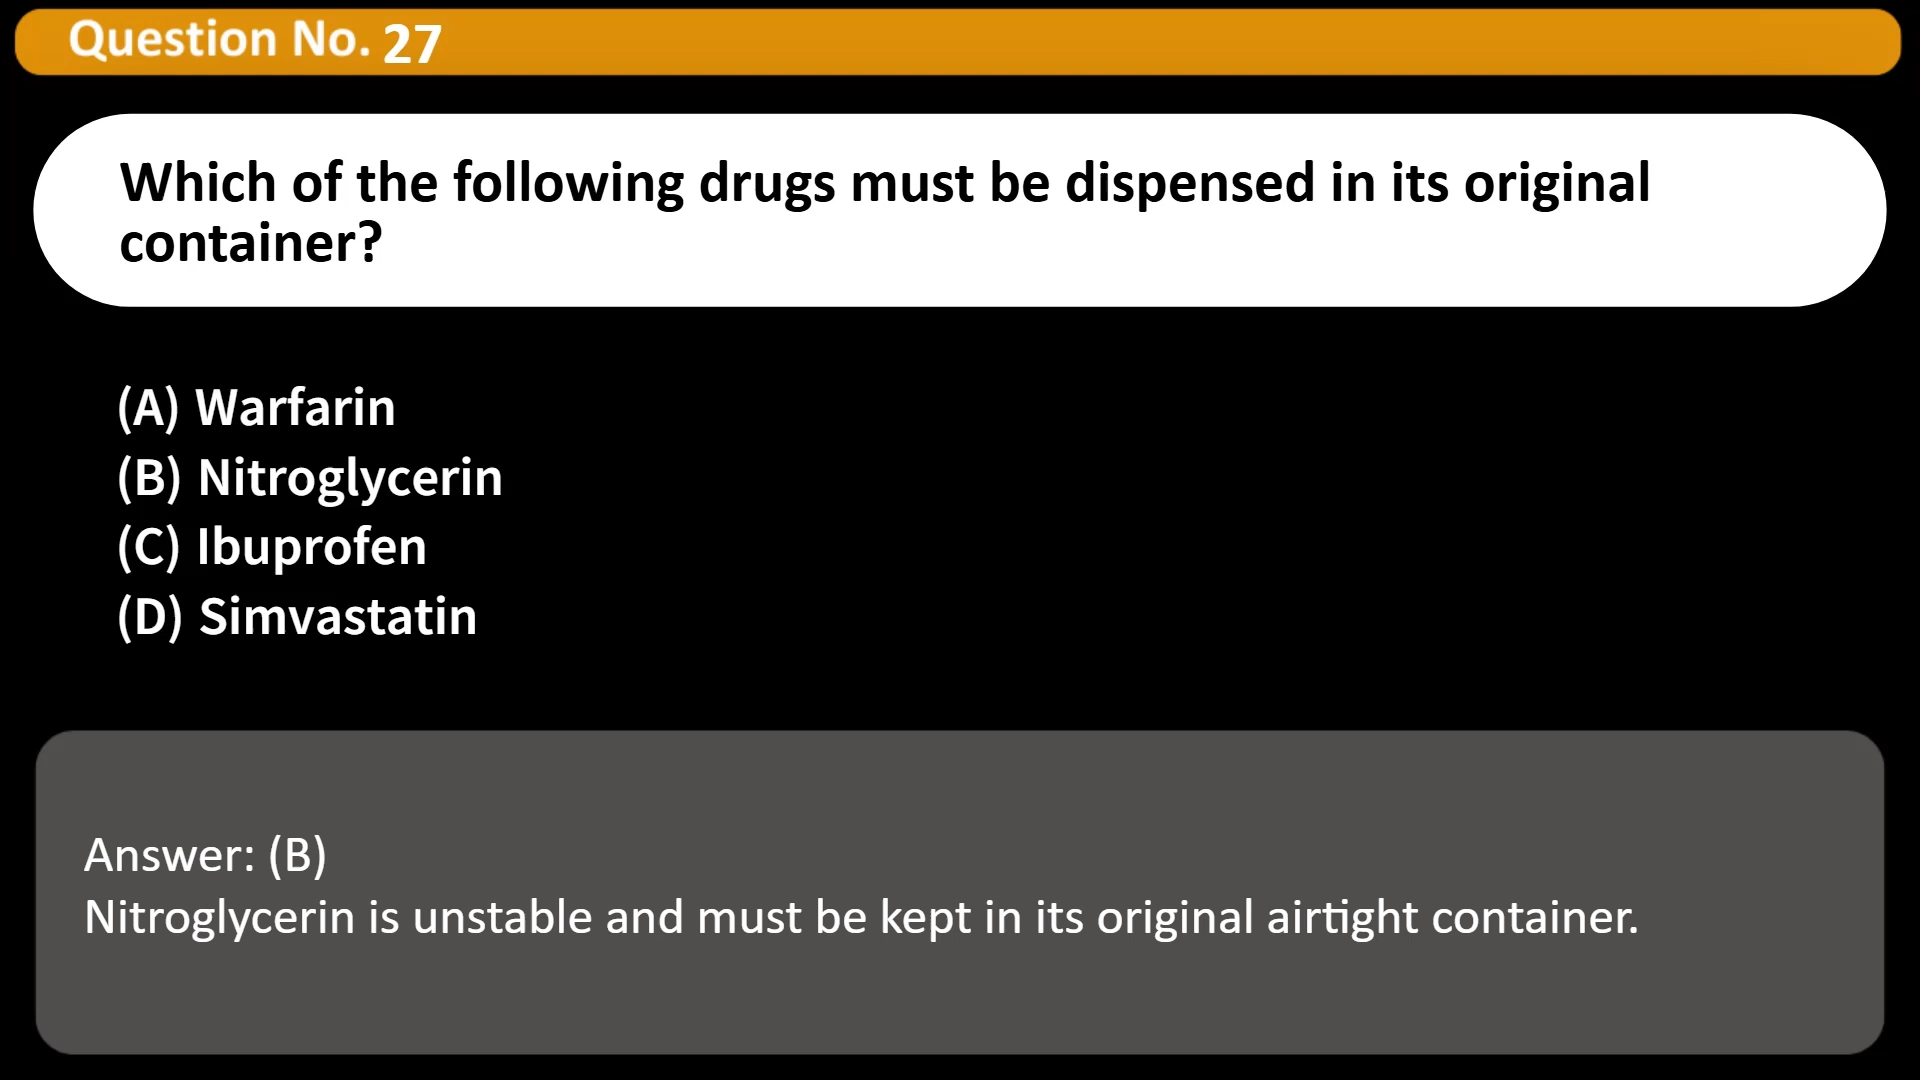 Question No. 27
Which of the following drugs must be dispensed in its original
container?
(A) Warfarin
(B) Nitroglycerin
(C) Ibuprofen
(D) Simvastatin
Answer: (B)
Nitroglycerin is unstable and must be kept in its original airtight container.